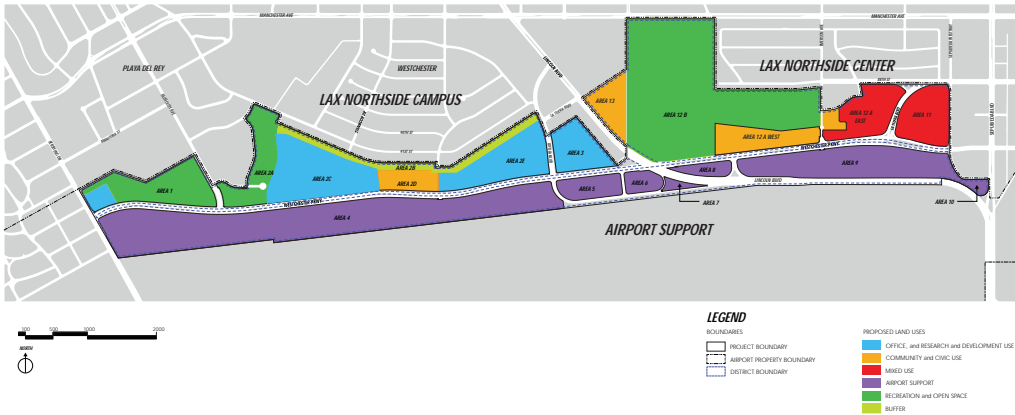 MANCHESTER AVE
MANCHESTER AVE
PLAYA DEL REY
WESTCHESTER
LINCOLN BLVD
LAX NORTHSIDE CENTER
LAX NORTHSIDE CAMPUS
AREA 13
AREA 12 B
AREA 12 A
EAST
AREA 11
AREA 12 A WEST
WESTCHESTER PKWY
AREA 2A
AREA 2B
AREA 2C
AREA 2D
AREA 2E
AREA 3
AREA 1
AREA 9
AREA 8
LINCOLN BLVD
AREA 6
AREA 5
AREA 7
AREA 10
WESTCHESTER PKWY
AREA 4
SEPULVEDA BLVD
AIRPORT SUPPORT
100
500
1000
2000
NORTH
LEGEND
BOUNDARIES
PROJECT BOUNDARY
AIRPORT PROPERTY BOUNDARY
DISTRICT BOUNDARY
PROPOSED LAND USES
OFFICE, and RESEARCH and DEVELOPMENT USE
COMMUNITY and CIVIC USE
MIXED USE
AIRPORT SUPPORT
RECREATION and OPEN SPACE
BUFFER